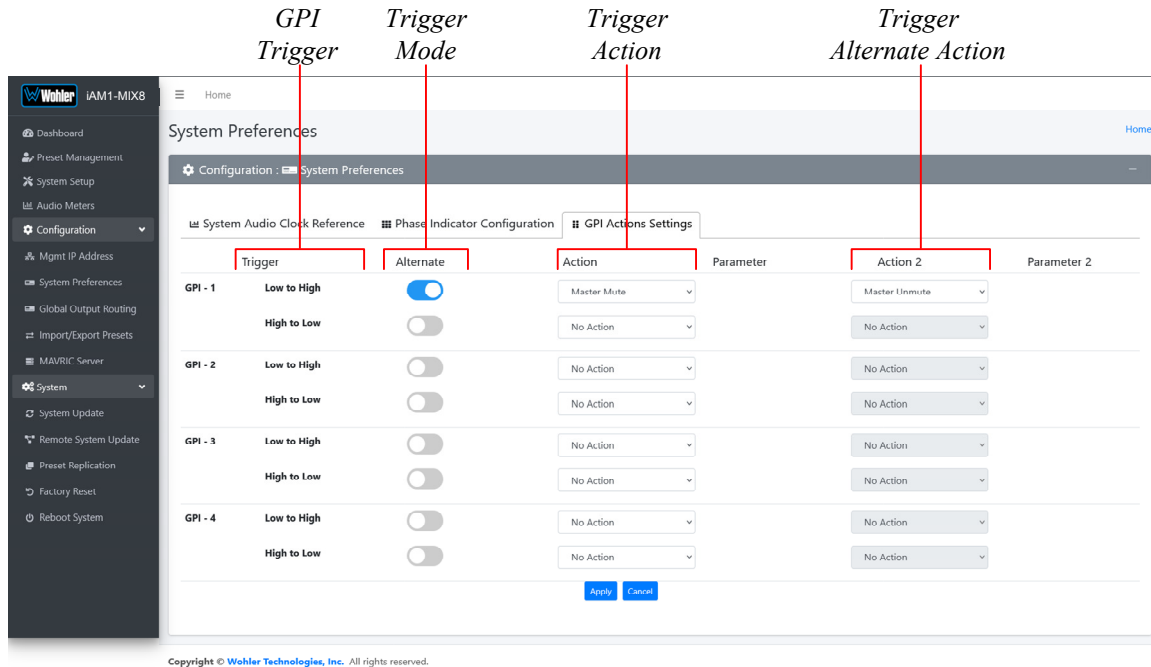 GPI Trigger Trigger Trigger
Trigger Mode Action Alternate Action
Wohler iAM1-MIX8
Home
Dashboard
Preset Management
System Setup
Audio Meters
Configuration
Mgmt IP Address
System Preferences
Global Output Routing
Import/Export Presets
MAVRIC Server
System
System Update
Remote System Update
Preset Replication
Factory Reset
Reboot System
System Preferences
Home
Configuration : System Preferences
System Audio Clock Reference Phase Indicator Configuration GPI Actions Settings
Trigger Alternate Action Parameter Action 2 Parameter 2
GPI - 1 Low to High Master Mute Master Unmute
High to Low No Action No Action
GPI - 2 Low to High No Action No Action
High to Low No Action No Action
GPI - 3 Low to High No Action No Action
High to Low No Action No Action
GPI - 4 Low to High No Action No Action
High to Low No Action No Action
Apply Cancel
Copyright © Wohler Technologies, Inc. All rights reserved.